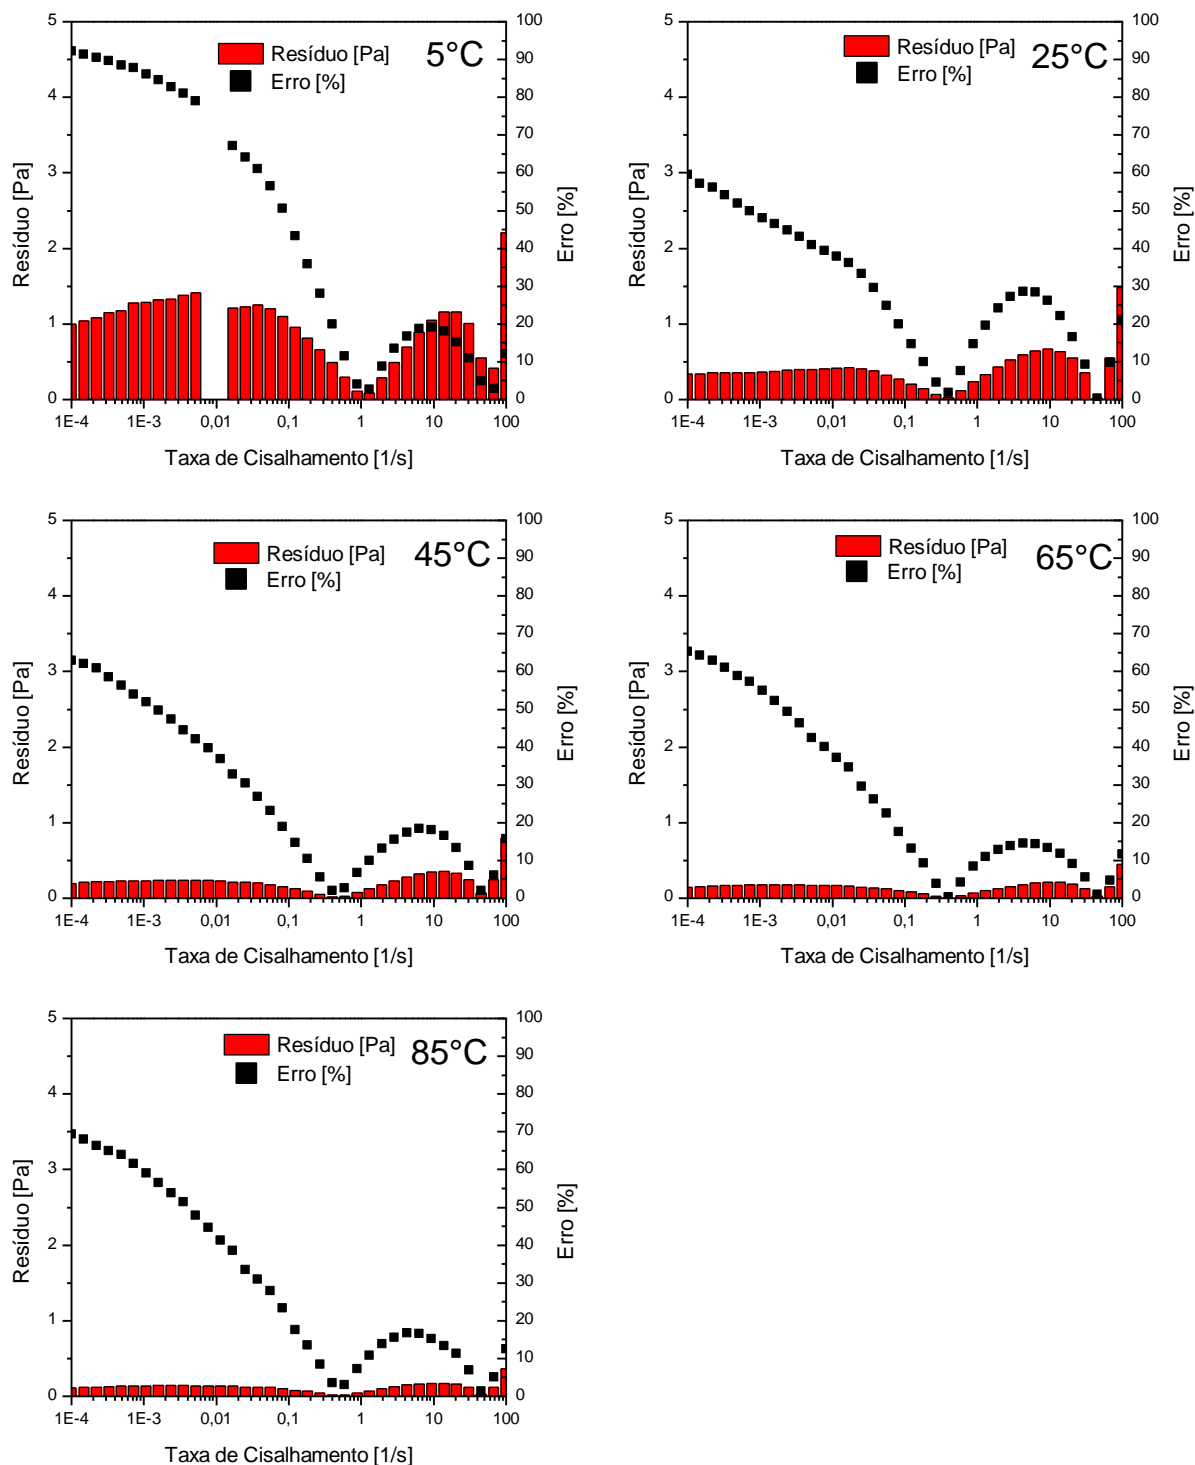 5
4
3
2
1
0
Resíduo [Pa]
Resíduo [Pa]
Erro [%]
5°C
100
90
80
70
60
50
40
30
20
10
0
Erro [%]
1E-4 1E-3 0,01 0,1 1 10 100
Taxa de Cisalhamento [1/s]
5
4
3
2
1
0
Resíduo [Pa]
Resíduo [Pa]
Erro [%]
25°C
100
90
80
70
60
50
40
30
20
10
0
Erro [%]
1E-4 1E-3 0,01 0,1 1 10 100
Taxa de Cisalhamento [1/s]
5
4
3
2
1
0
Resíduo [Pa]
Resíduo [Pa]
Erro [%]
45°C
100
90
80
70
60
50
40
30
20
10
0
Erro [%]
1E-4 1E-3 0,01 0,1 1 10 100
Taxa de Cisalhamento [1/s]
5
4
3
2
1
0
Resíduo [Pa]
Resíduo [Pa]
Erro [%]
65°C
100
90
80
70
60
50
40
30
20
10
0
Erro [%]
1E-4 1E-3 0,01 0,1 1 10 100
Taxa de Cisalhamento [1/s]
5
4
3
2
1
0
Resíduo [Pa]
Resíduo [Pa]
Erro [%]
85°C
100
90
80
70
60
50
40
30
20
10
0
Erro [%]
1E-4 1E-3 0,01 0,1 1 10 100
Taxa de Cisalhamento [1/s]